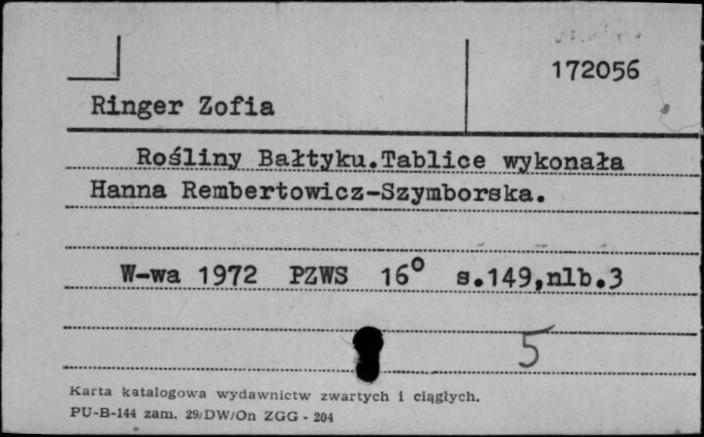 172056
Ringer Zofia
Rośliny Bałtyku.Tablice wykonała
Hanna Rembertowicz-Szymborska.
W-wa 1972 PZWS 16° s.149,nlb.3
5
Karta katalogowa wydawnictw zwartych i ciągłych.
PU-B-144 zam. 29/DW/On ZGG - 204